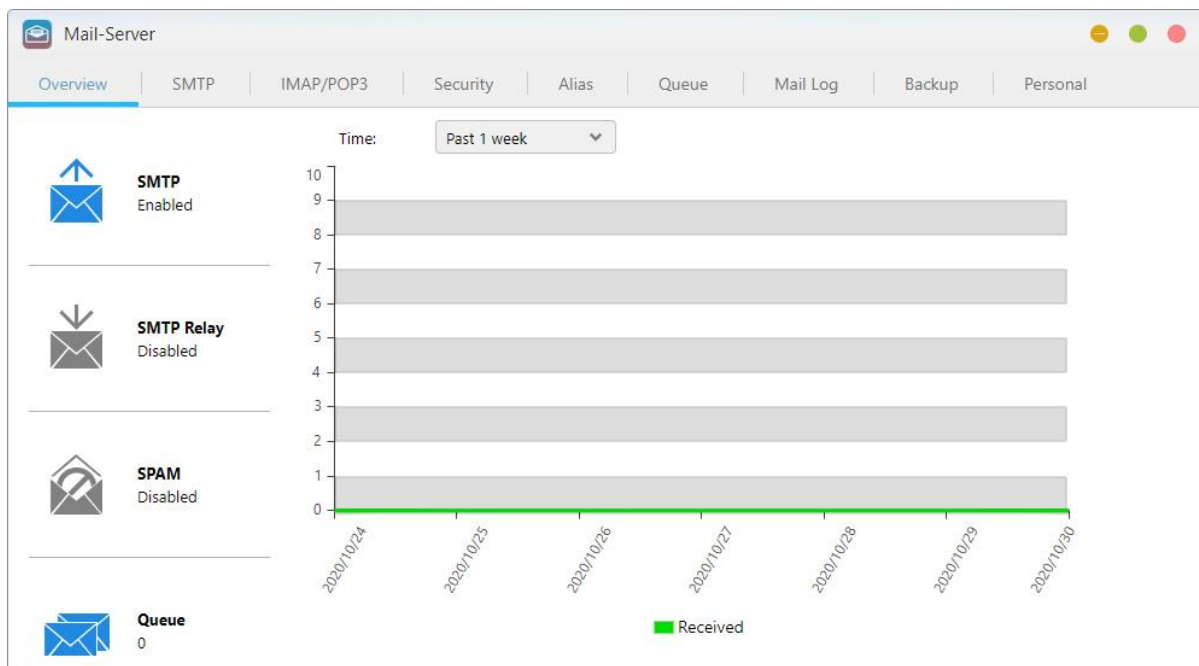 Mail-Server
Overview SMTP IMAP/POP3 Security Alias Queue Mail Log Backup Personal
SMTP
Enabled
SMTP Relay
Disabled
SPAM
Disabled
Queue
0
Time: Past 1 week
10
9
8
7
6
5
4
3
2
1
0
2020/10/24 2020/10/25 2020/10/26 2020/10/27 2020/10/28 2020/10/29 2020/10/30
Received